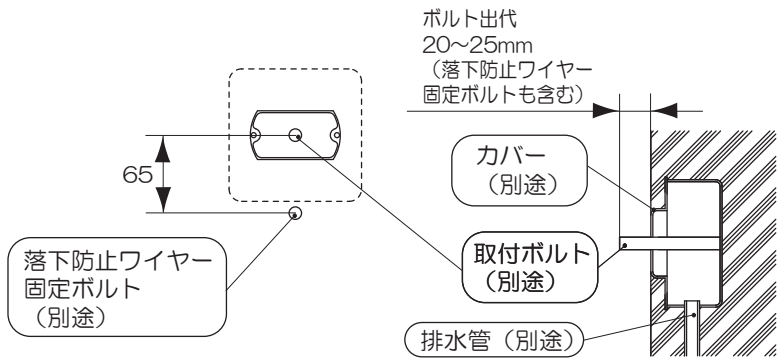 ボルト出代
20～25mm
（落下防止ワイヤー
固定ボルトも含む）
65
カバー
（別途）
取付ボルト
（別途）
落下防止ワイヤー
固定ボルト
（別途）
排水管（別途）